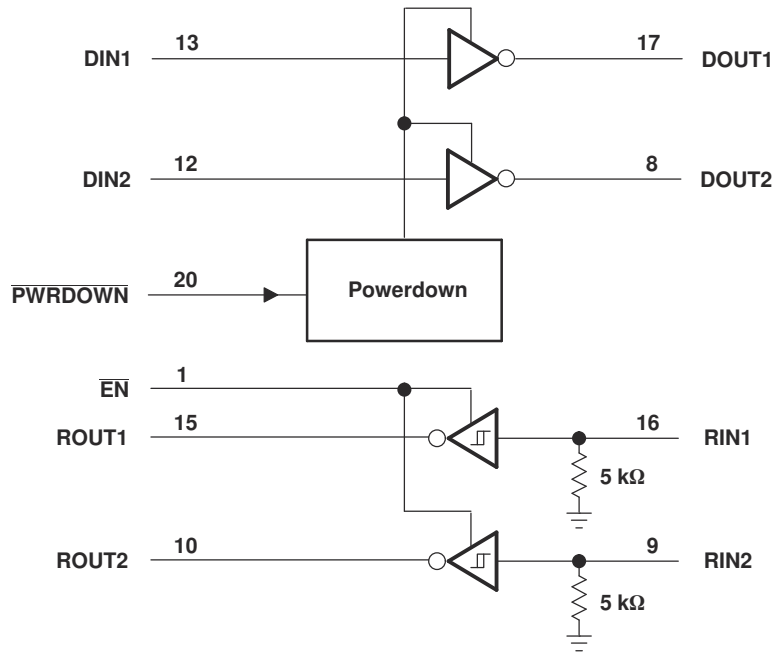 DIN1 13 17 DOUT1
DIN2 12 8 DOUT2
PWRDOWN 20 Powerdown
EN 1
ROUT1 15 16 RIN1
5 kΩ
ROUT2 10 9 RIN2
5 kΩ